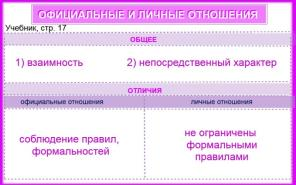 ОФИЦИАЛЬНЫЕ И ЛИЧНЫЕ ОТНОШЕНИЯ
Учебник, стр. 17
ОБЩЕЕ
1) взаимность 2) непосредственный характер
ОТЛИЧИЯ
официальные отношения личные отношения
соблюдение правил,
формальностей
не ограничены
формальными
правилами